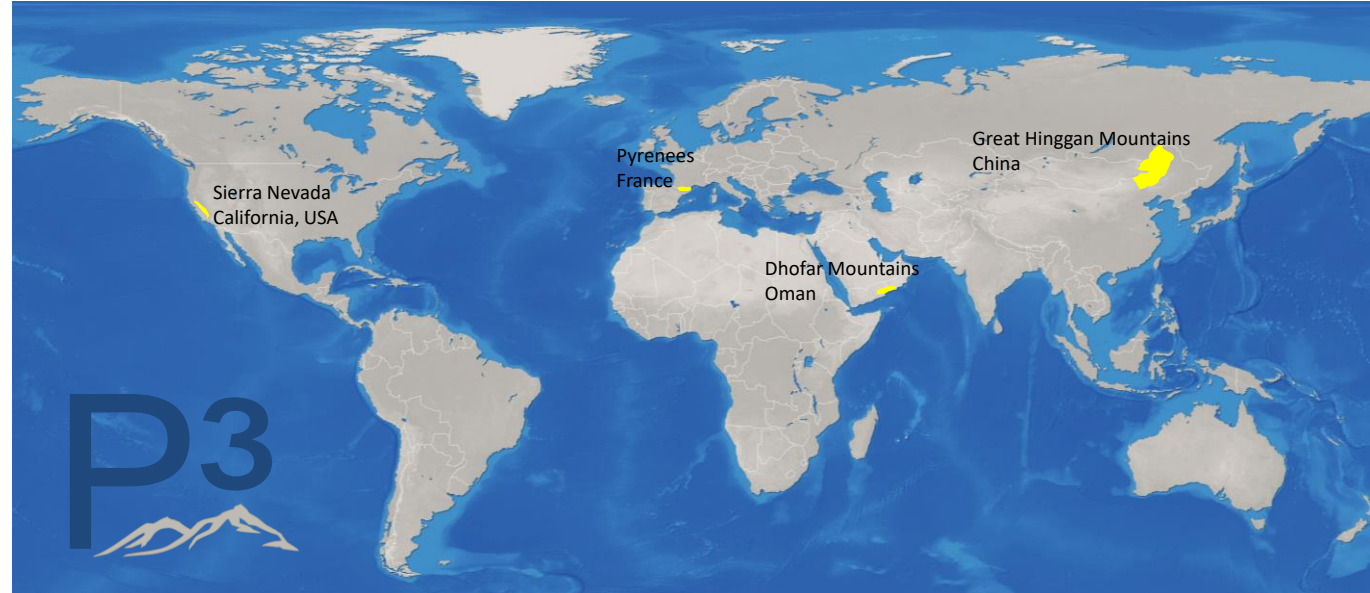 Great Hinggan Mountains
China
Pyrenees
France
Sierra Nevada
California, USA
Dhofar Mountains
Oman
P3